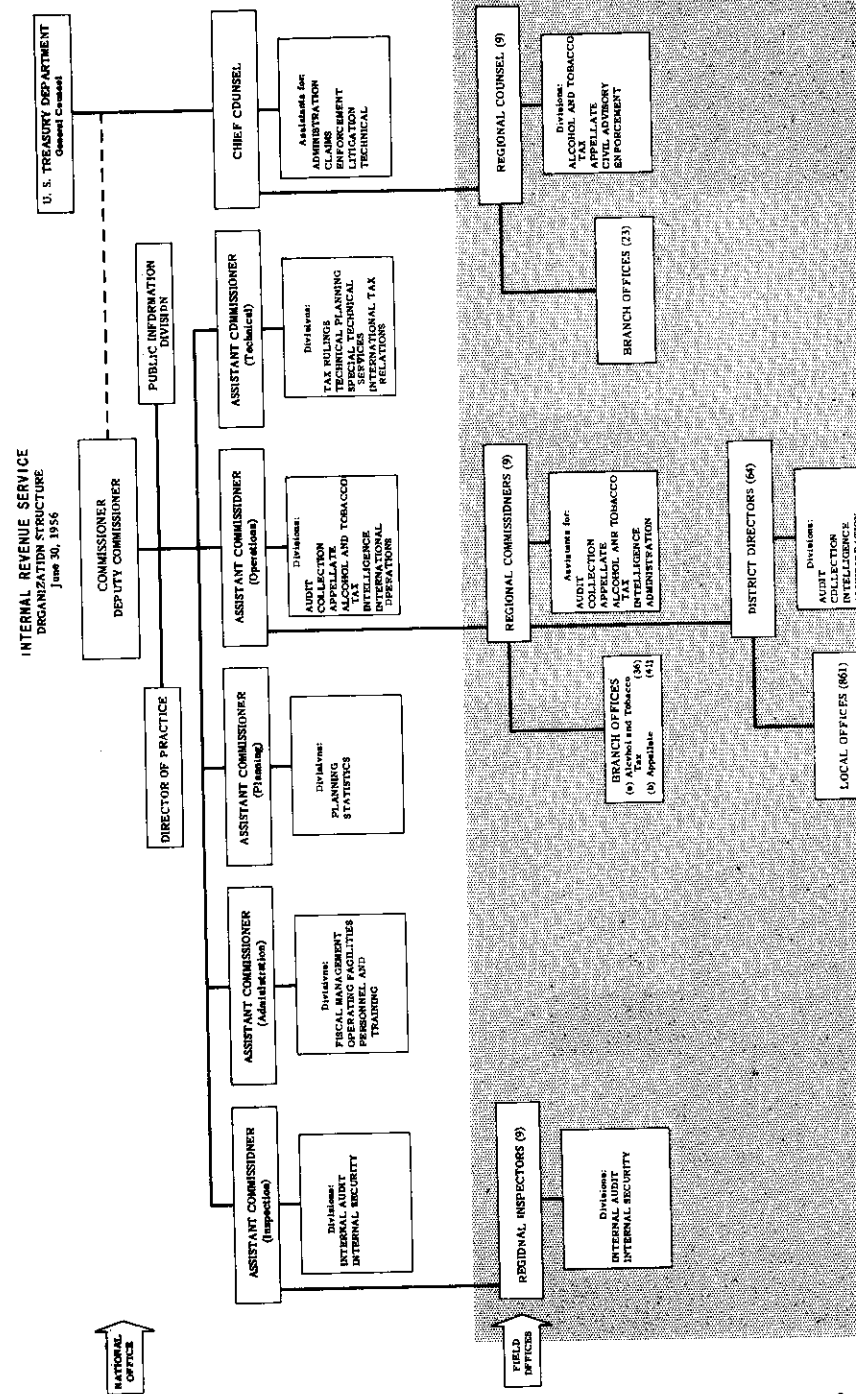 INTERNAL REVENUE SERVICE
ORGANIZATION STRUCTURE
June 30, 1956
NATIONAL
OFFICE
U. S. TREASURY DEPARTMENT
General Counsel
COMMISSIONER
DEPUTY COMMISSIONER
DIRECTOR OF PRACTICE
PUBLIC INFORMATION
DIVISION
ASSISTANT COMMISSIONER
(Inspection)
ASSISTANT COMMISSIONER
(Administration)
ASSISTANT COMMISSIONER
(Planning)
ASSISTANT COMMISSIONER
(Operations)
ASSISTANT COMMISSIONER
(Technical)
CHIEF COUNSEL
Divisions:
INTERNAL AUDIT
INTERNAL SECURITY
Divisions:
FISCAL MANAGEMENT
OPERATING FACILITIES
PERSONNEL AND
TRAINING
Divisions:
PLANNING
STATISTICS
Divisions:
AUDIT
COLLECTION
APPELLATE
ALCOHOL AND TOBACCO
TAX
INTELLIGENCE
INTERNATIONAL
OPERATIONS
Divisions:
TAX RULINGS
TECHNICAL PLANNING
SPECIAL TECHNICAL
SERVICES
INTERNATIONAL TAX
RELATIONS
Assistants for:
ADMINISTRATION
CLAIMS
ENFORCEMENT
LITIGATION
TECHNICAL
FIELD
OFFICES
REGIONAL INSPECTORS (9)
Divisions:
INTERNAL AUDIT
INTERNAL SECURITY
REGIONAL COMMISSIONERS (9)
Assistants for:
AUDIT
COLLECTION
APPELLATE
ALCOHOL AND TOBACCO
TAX
INTELLIGENCE
ADMINISTRATION
BRANCH OFFICES
(a) Alcohol and Tobacco
Tax (36)
(b) Appellate (41)
REGIONAL COUNSEL (9)
Divisions:
ALCOHOL AND TOBACCO
TAX
APPELLATE
CIVIL ADVISORY
ENFORCEMENT
BRANCH OFFICES (23)
DISTRICT DIRECTORS (64)
Divisions:
AUDIT
COLLECTION
INTELLIGENCE
LOCAL OFFICES (861)